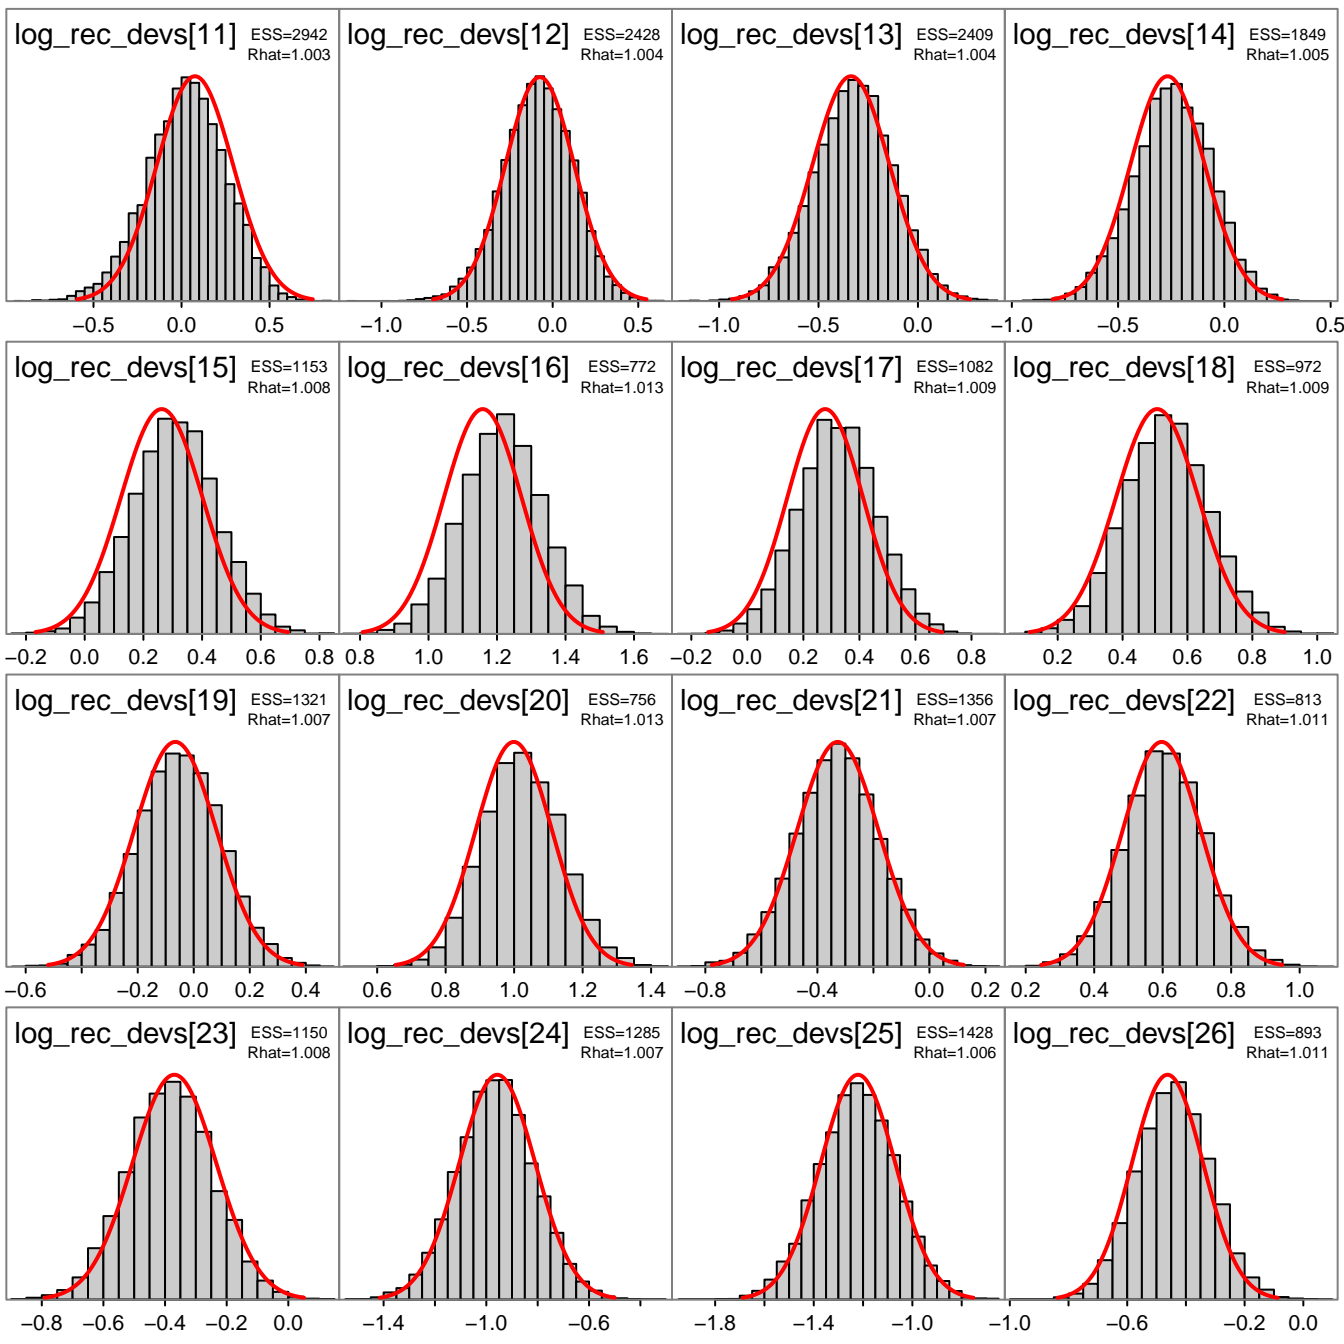 log_rec_devs[11] ESS=2942
Rhat=1.003
log_rec_devs[12] ESS=2428
Rhat=1.004
log_rec_devs[13] ESS=2409
Rhat=1.004
log_rec_devs[14] ESS=1849
Rhat=1.005
−0.5 0.0 0.5
−1.0 −0.5 0.0 0.5
−1.0 −0.5 0.0
−1.0 −0.5 0.0 0.5
log_rec_devs[15] ESS=1153
Rhat=1.008
log_rec_devs[16] ESS=772
Rhat=1.013
log_rec_devs[17] ESS=1082
Rhat=1.009
log_rec_devs[18] ESS=972
Rhat=1.009
−0.2 0.0 0.2 0.4 0.6 0.8
0.8 1.0 1.2 1.4 1.6
−0.2 0.0 0.2 0.4 0.6 0.8
0.2 0.4 0.6 0.8 1.0
log_rec_devs[19] ESS=1321
Rhat=1.007
log_rec_devs[20] ESS=756
Rhat=1.013
log_rec_devs[21] ESS=1356
Rhat=1.007
log_rec_devs[22] ESS=813
Rhat=1.011
−0.6 −0.2 0.0 0.2 0.4
0.6 0.8 1.0 1.2 1.4
−0.8 −0.4 0.0 0.2
0.2 0.4 0.6 0.8 1.0
log_rec_devs[23] ESS=1150
Rhat=1.008
log_rec_devs[24] ESS=1285
Rhat=1.007
log_rec_devs[25] ESS=1428
Rhat=1.006
log_rec_devs[26] ESS=893
Rhat=1.011
−0.8 −0.6 −0.4 −0.2 0.0
−1.4 −1.0 −0.6
−1.8 −1.4 −1.0
−1.0 −0.6 −0.2 0.0